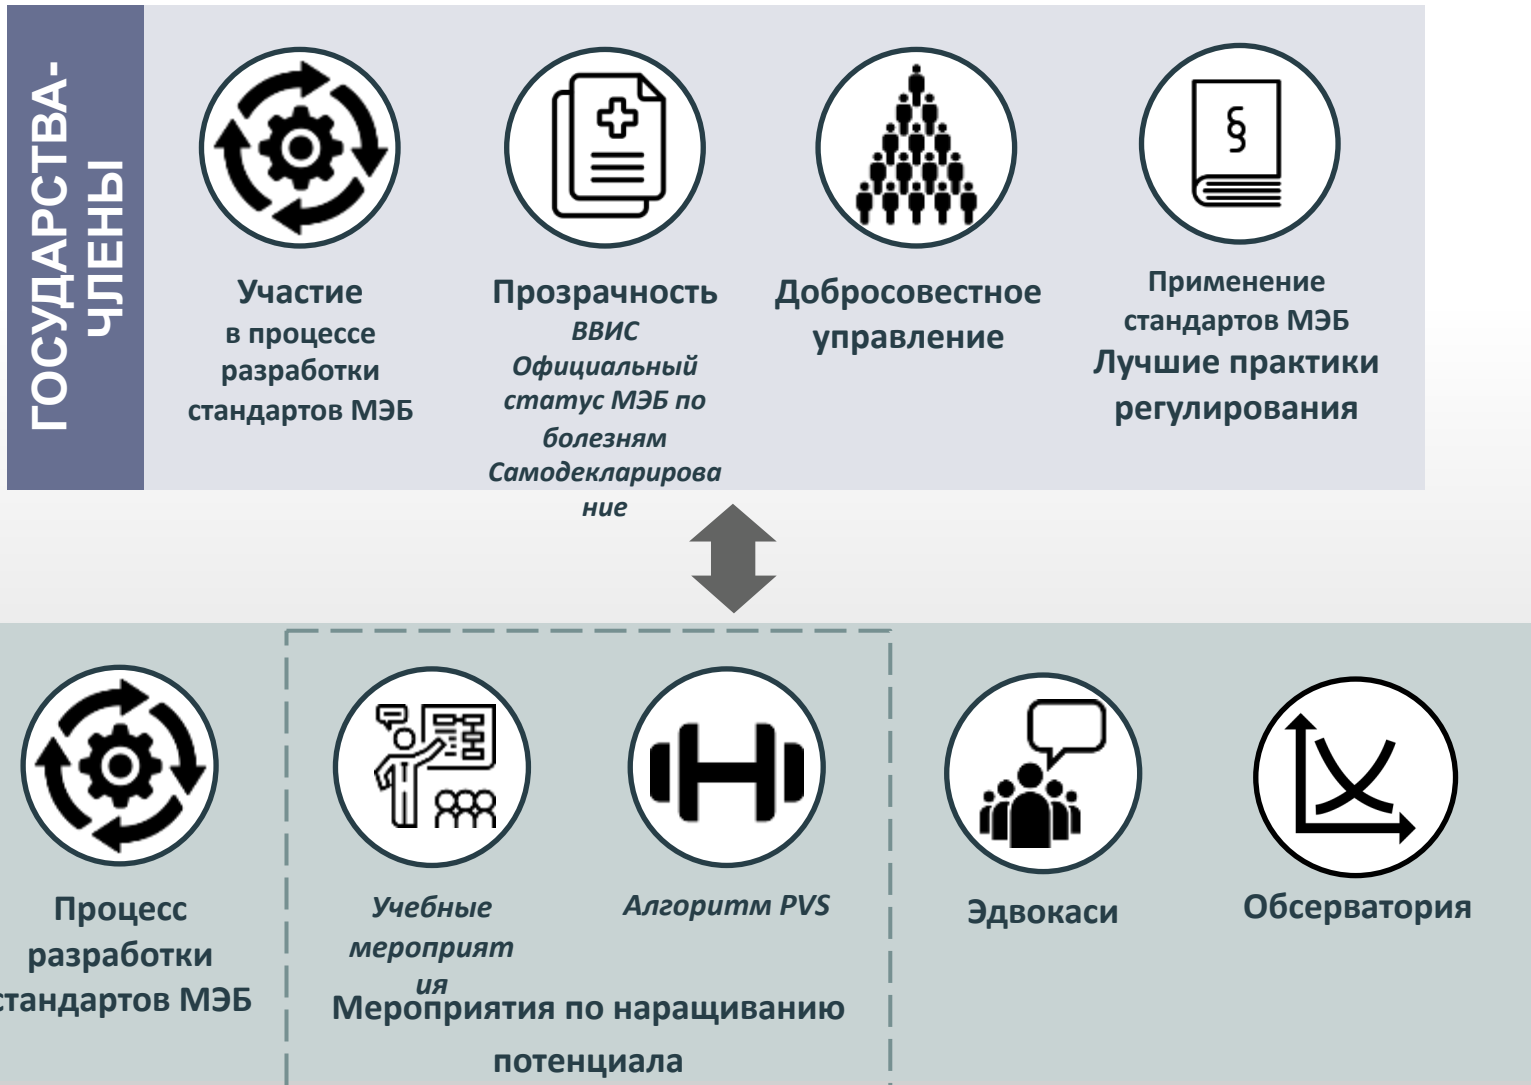 ГОСУДАРСТВА-
ЧЛЕНЫ
Участие
в процессе
разработки
стандартов МЭБ
Прозрачность
ВВИС
Официальный
статус МЭБ по
болезням
Самодекларирова
ние
Добросовестное
управление
§
Применение
стандартов МЭБ
Лучшие практики
регулирования
Процесс
разработки
стандартов МЭБ
Учебные
мероприят
ия
Алгоритм PVS
Мероприятия по наращиванию
потенциала
Эдвокаси
Обсерватория